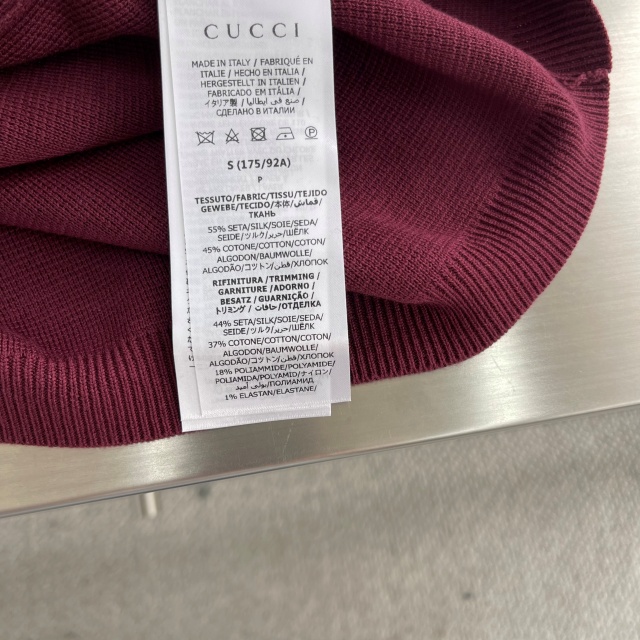 CUCCI
MADE IN ITALY / FABRIQUÉ EN
ITALIE / HECHO EN ITALIA /
HERGESTELLT IN ITALIEN /
FABRICADO EM ITÁLIA /
イタリア製 / صنع في ايطاليا /
СДЕЛАНО В ИТАЛИИ
P
S (175/92A)
P
TESSUTO/FABRIC/TISSU/TEJIDO
GEWEBE/TECIDO/本体/قماش/
ТКАНЬ
55% SETA/SILK/SOIE/SEDA/
SEIDE/ツルク/حرير/ШЁЛК
45% COTONE/COTTON/COTON/
ALGODON/BAUMWOLLE/
ALGODÃO/コットン/قطن/ХЛОПОК
RIFINITURA/TRIMMING/
GARNITURE/ADORNO/
BESATZ/GUARNIÇÃO/
トリミング/حافات/ОТДЕЛКА
44% SETA/SILK/SOIE/SEDA/
SEIDE/ツルク/حرير/ШЁЛК
37% COTONE/COTTON/COTON/
ALGODON/BAUMWOLLE/
ALGODÃO/コットン/قطن/ХЛОПОК
18% POLIAMMIDE/POLYAMIDE/
POLIAMIDA/POLYAMID/ナイロン/
POLIAMIDA/بولي أميد/ПОЛИАМИД
1% ELASTAN/ELASTANE/